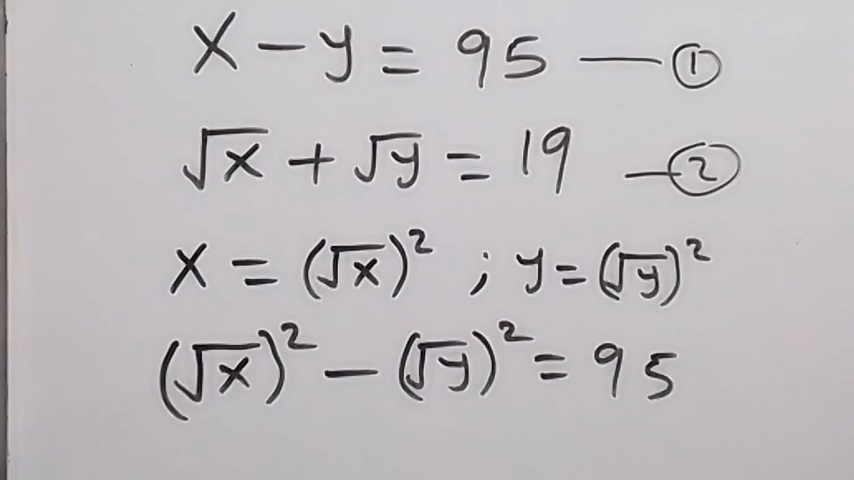 x - y = 95 — ①
√x + √y = 19 — ②
x = (√x)² ; y = (√y)²
(√x)² - (√y)² = 95